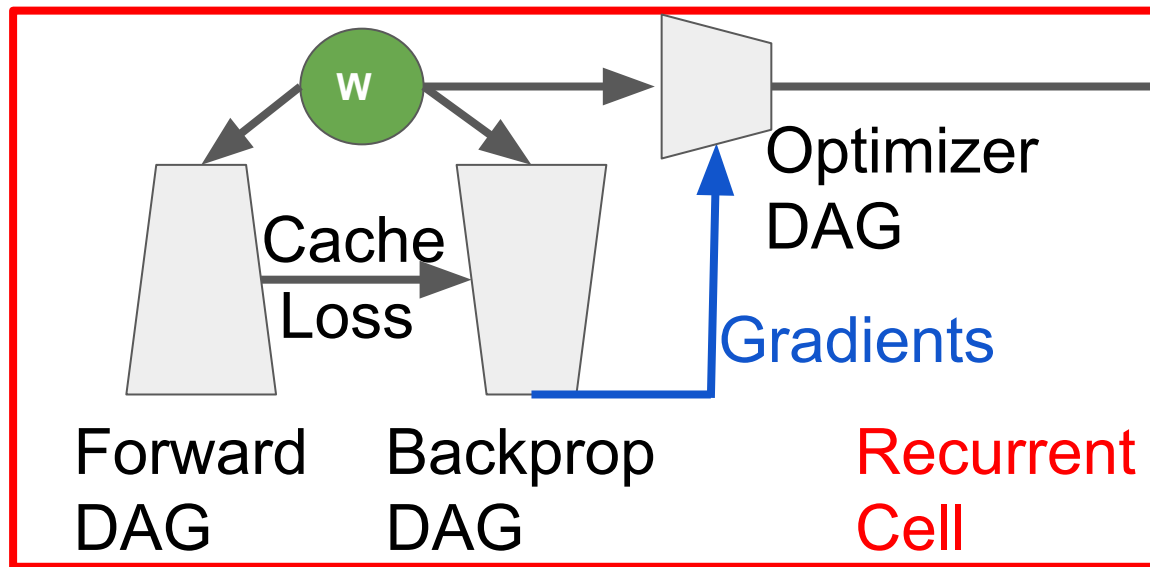 w
Optimizer
DAG
Cache
Loss
Gradients
Forward
DAG
Backprop
DAG
Recurrent
Cell